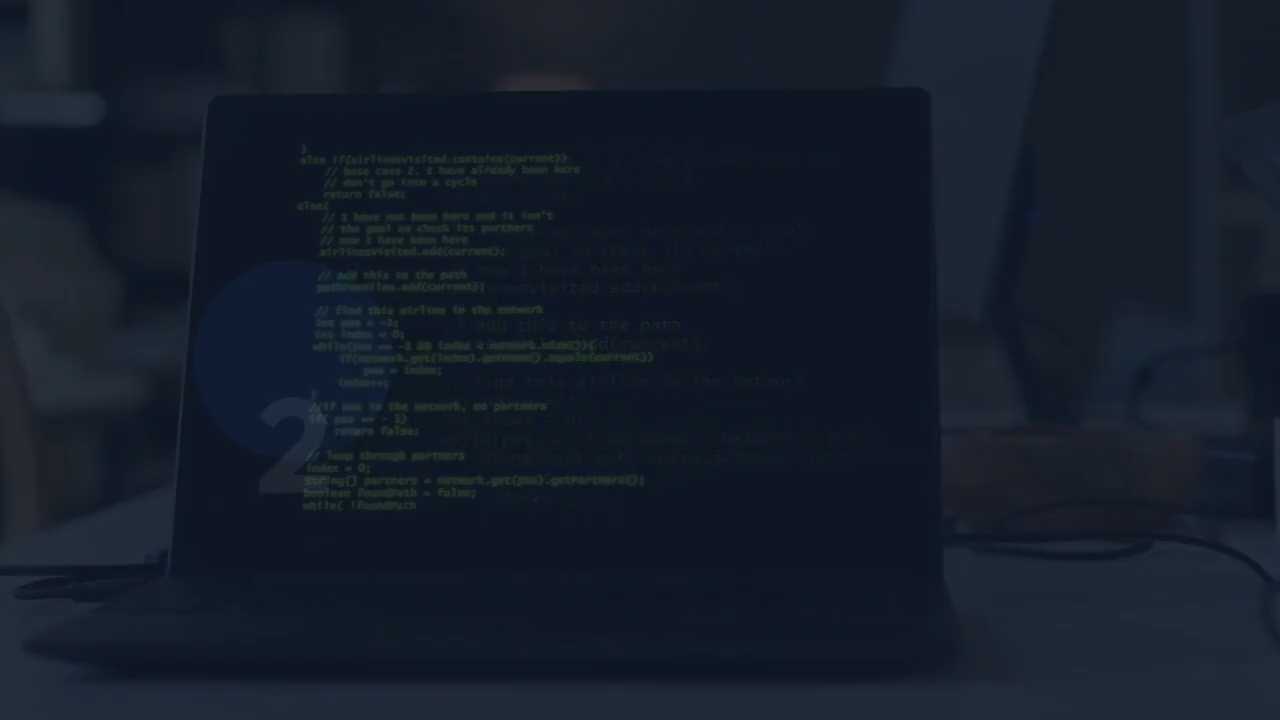 }
else if(airlinesvisited.contains(current)){
// base case 2, I have already been here
// don't go into a cycle
return false;
else{
// I have not been here and it isn't
// the goal so check its partners
// now I have been here
airlinesvisited.add(current);
// add this to the path
pathforMiles.add(current);
// find this airline in the network
int pos = -1;
int index = 0;
while(pos == -1 && index < network.size()){
if(network.get(index).getName().equals(current))
pos = index;
index++;
}
//if not in the network, no partners
if( pos == - 1)
return false;
// loop through partners
index = 0;
String[] partners = network.get(pos).getPartners();
boolean foundPath = false;
while( !foundPath
2